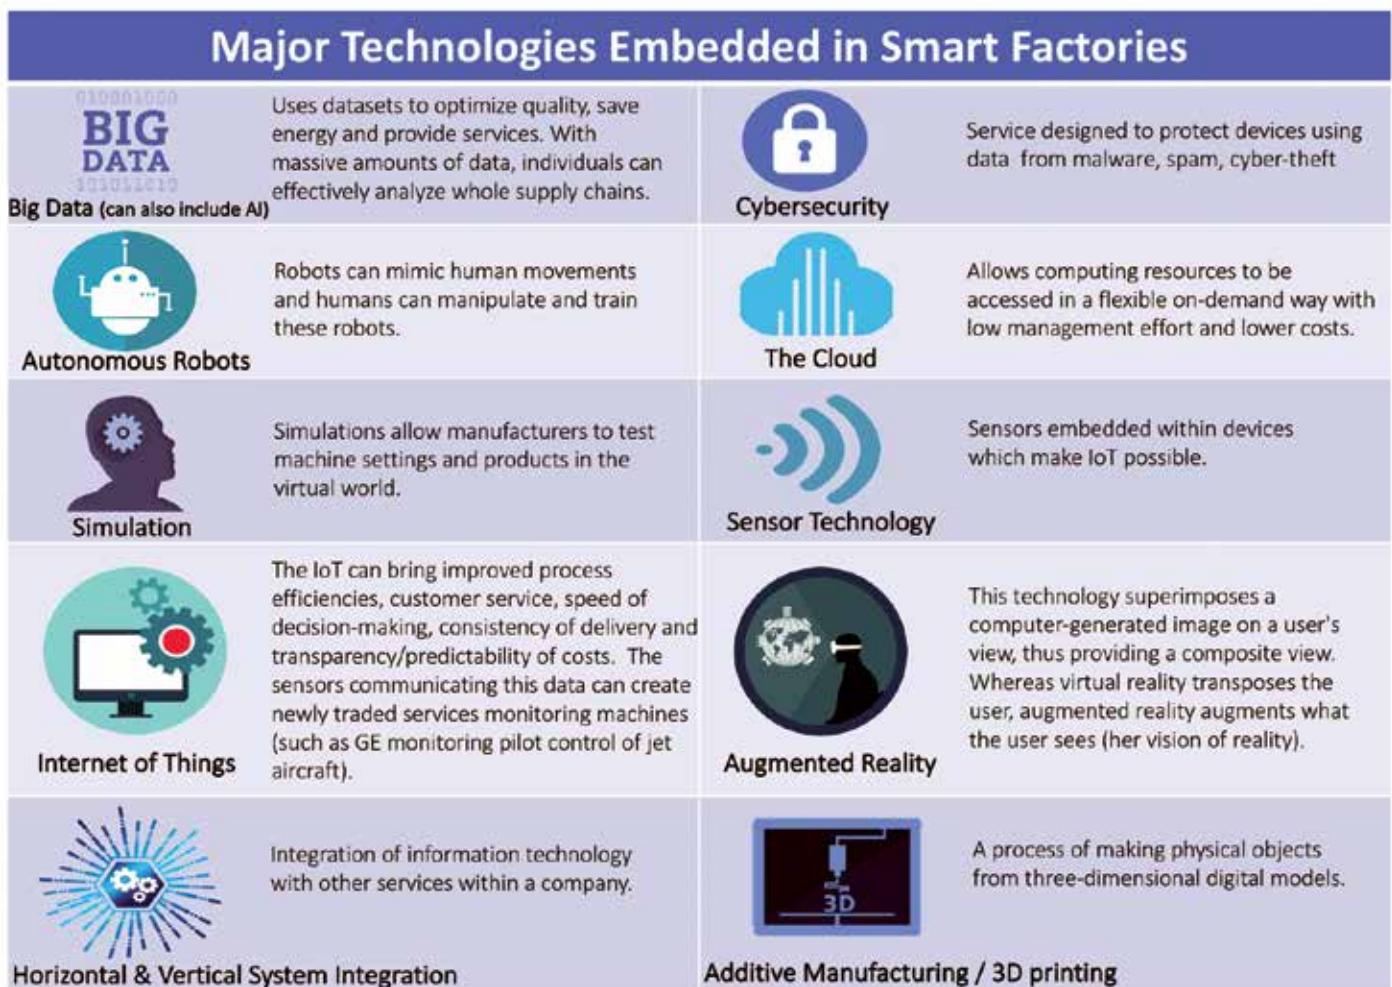 Major Technologies Embedded in Smart Factories
010001000
BIG
DATA
101011010
Big Data (can also include AI)
Uses datasets to optimize quality, save
energy and provide services. With
massive amounts of data, individuals can
effectively analyze whole supply chains.
Cybersecurity
Service designed to protect devices using
data from malware, spam, cyber-theft
Autonomous Robots
Robots can mimic human movements
and humans can manipulate and train
these robots.
The Cloud
Allows computing resources to be
accessed in a flexible on-demand way with
low management effort and lower costs.
Simulation
Simulations allow manufacturers to test
machine settings and products in the
virtual world.
Sensor Technology
Sensors embedded within devices
which make IoT possible.
Internet of Things
The IoT can bring improved process
efficiencies, customer service, speed of
decision-making, consistency of delivery and
transparency/predictability of costs. The
sensors communicating this data can create
newly traded services monitoring machines
(such as GE monitoring pilot control of jet
aircraft).
Augmented Reality
This technology superimposes a
computer-generated image on a user's
view, thus providing a composite view.
Whereas virtual reality transposes the
user, augmented reality augments what
the user sees (her vision of reality).
Horizontal & Vertical System Integration
Integration of information technology
with other services within a company.
3D
Additive Manufacturing / 3D printing
A process of making physical objects
from three-dimensional digital models.